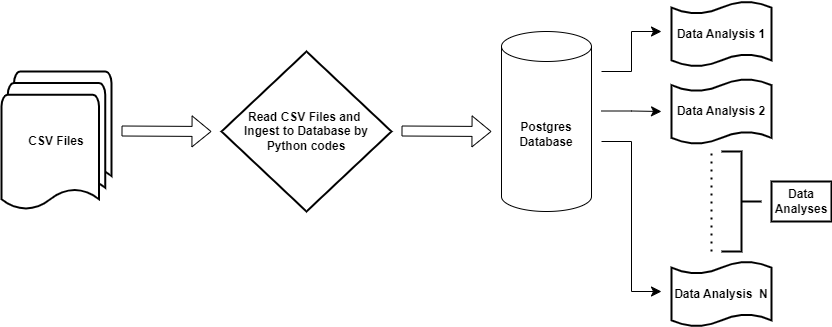 CSV Files
Read CSV Files and
Ingest to Database by
Python codes
Postgres
Database
Data Analysis 1
Data Analysis 2
Data
Analyses
Data Analysis N